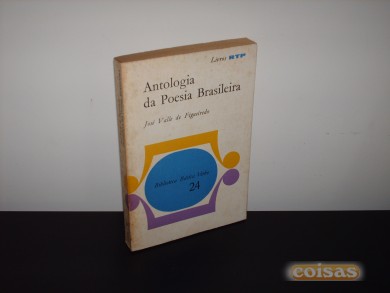 Livros RTP
Antologia
da Poesia Brasileira
José Valle de Figueiredo
Biblioteca Básica Verbo
24
coisas